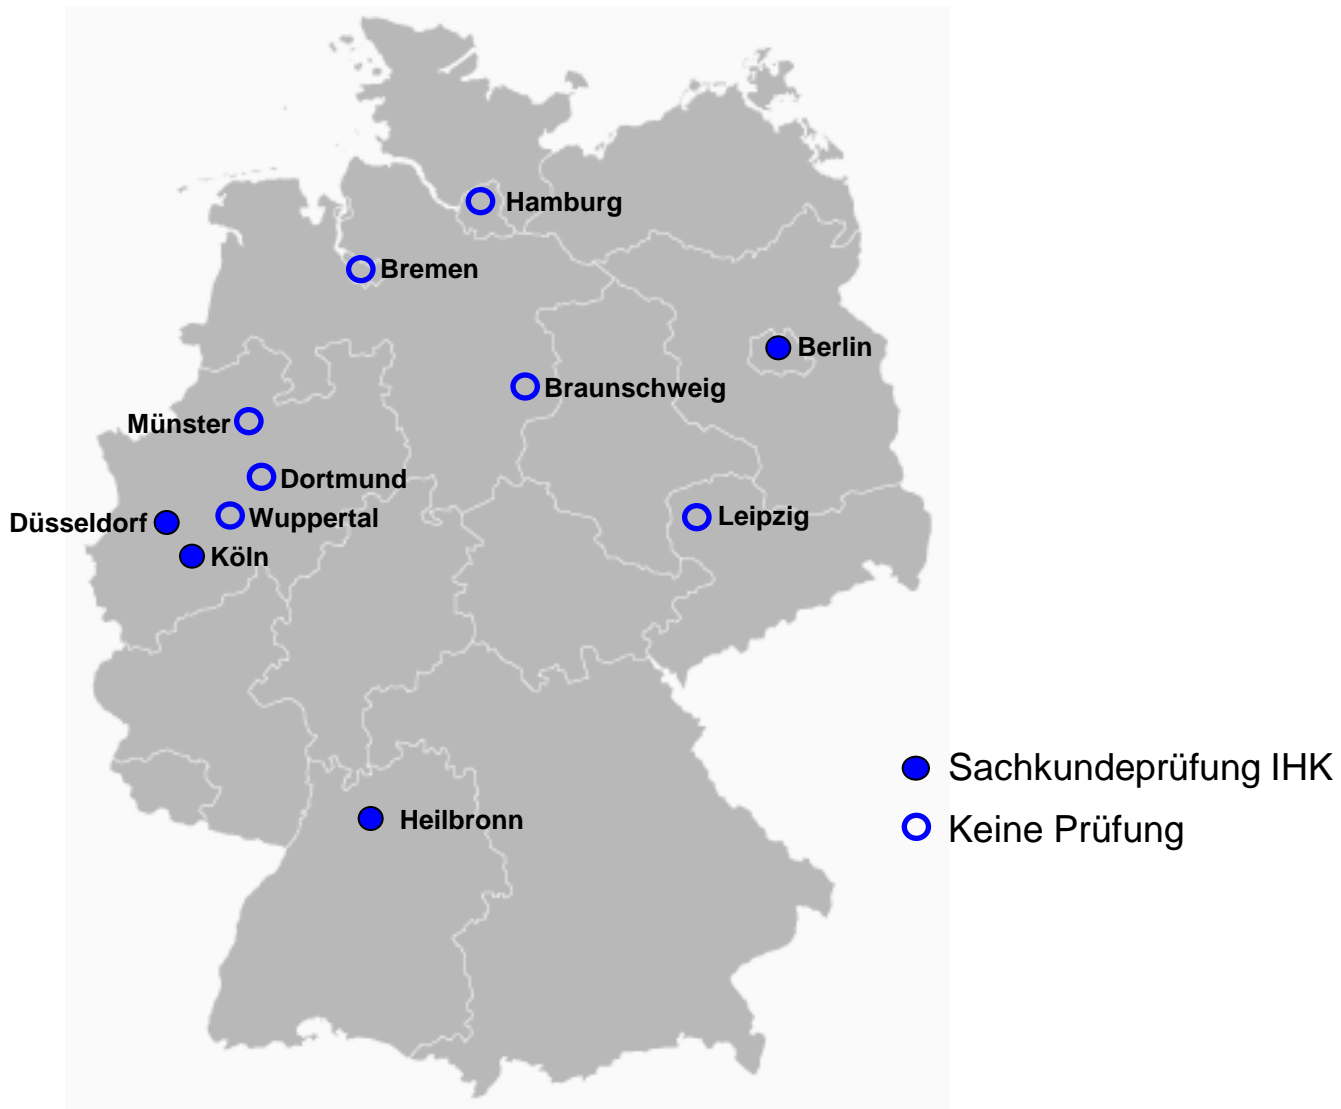 Hamburg
Bremen
Berlin
Braunschweig
Münster
Dortmund
Düsseldorf
Wuppertal
Leipzig
Köln
Sachkundeprüfung IHK
Heilbronn
Keine Prüfung